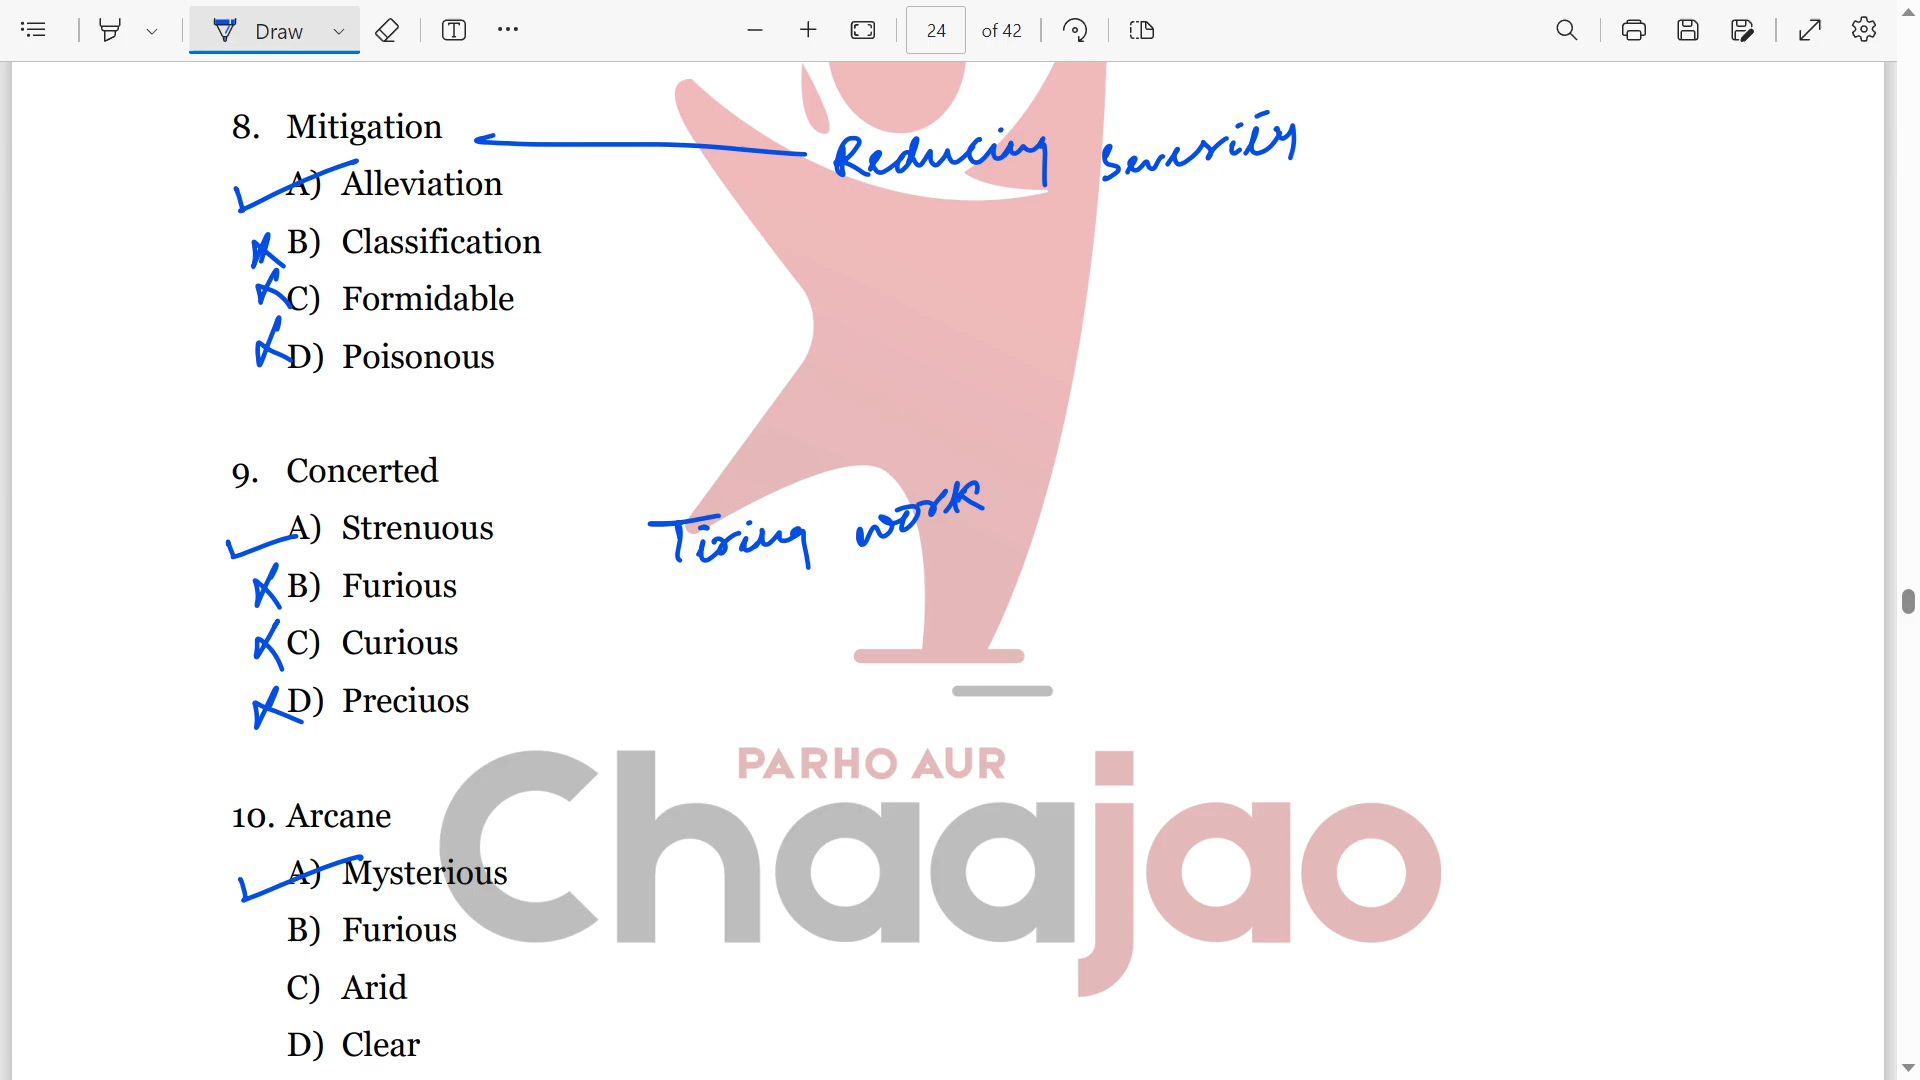 Draw
24 of 42
8. Mitigation
Reducing severity
A) Alleviation
B) Classification
C) Formidable
D) Poisonous
9. Concerted
A) Strenuous
Tiring work
B) Furious
C) Curious
D) Preciuos
PARHO AUR
Chaajao
10. Arcane
A) Mysterious
B) Furious
C) Arid
D) Clear